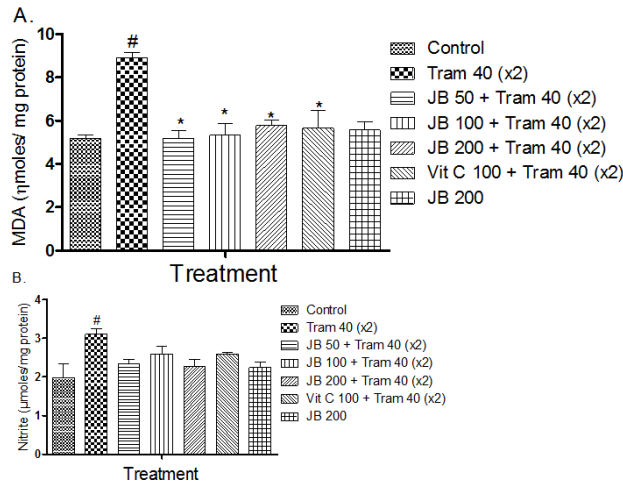 A.
MDA (ηmoles/ mg protein)
10
8
6
4
2
0
#
*
*
*
*
Treatment
Control
Tram 40 (x2)
JB 50 + Tram 40 (x2)
JB 100 + Tram 40 (x2)
JB 200 + Tram 40 (x2)
Vit C 100 + Tram 40 (x2)
JB 200
B.
Nitrite (µmoles/mg protein)
4
3
2
1
0
#
Treatment
Control
Tram 40 (x2)
JB 50 + Tram 40 (x2)
JB 100 + Tram 40 (x2)
JB 200 + Tram 40 (x2)
Vit C 100 + Tram 40 (x2)
JB 200